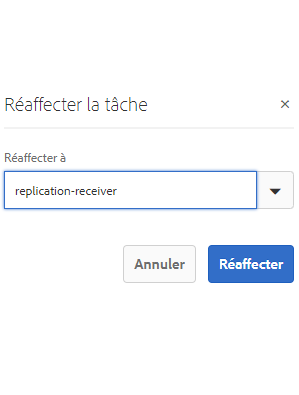 Réaffecter la tâche
Réaffecter à
replication-receiver
Annuler
Réaffecter